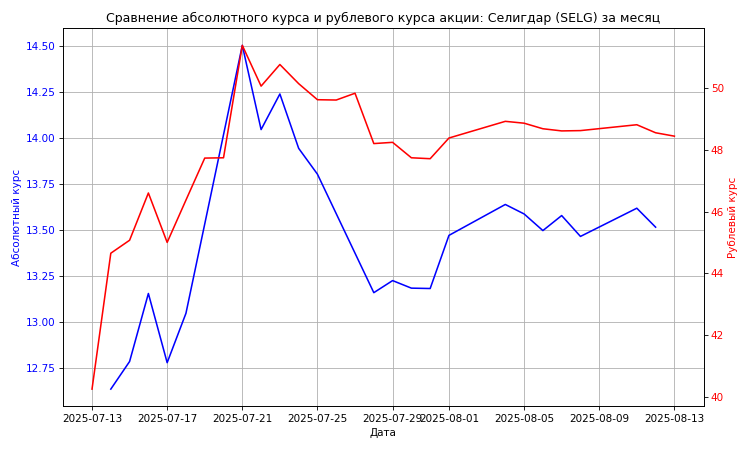 Сравнение абсолютного курса и рублевого курса акции: Селигдар (SELG) за месяц
14.50
14.25
14.00
13.75
13.50
13.25
13.00
12.75
Абсолютный курс
50
48
46
44
42
40
Рублевый курс
2025-07-13 2025-07-17 2025-07-21 2025-07-25 2025-07-29 2025-08-01 2025-08-05 2025-08-09 2025-08-13
Дата